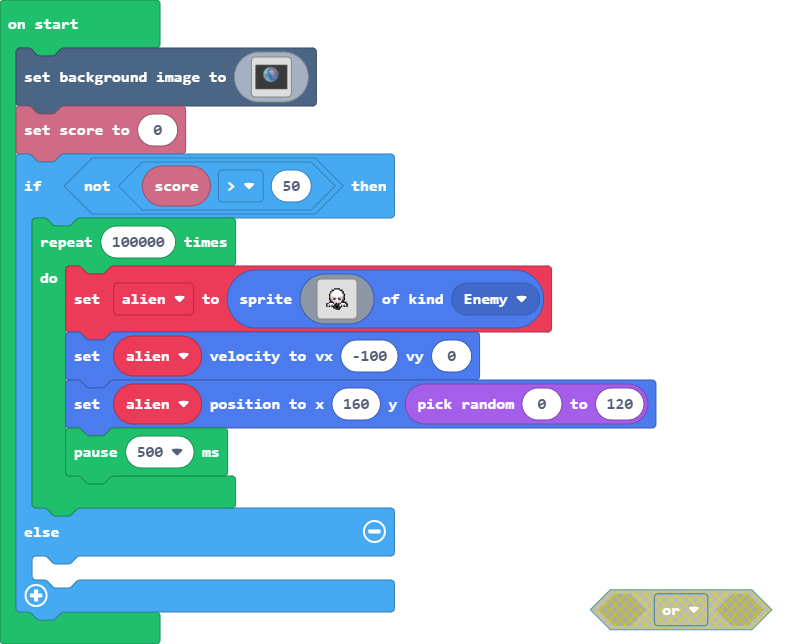 on start
set background image to
set score to 0
if not score > 50 then
repeat 100000 times
do
set alien to sprite of kind Enemy
set alien velocity to vx -100 vy 0
set alien position to x 160 y pick random 0 to 120
pause 500 ms
else
or